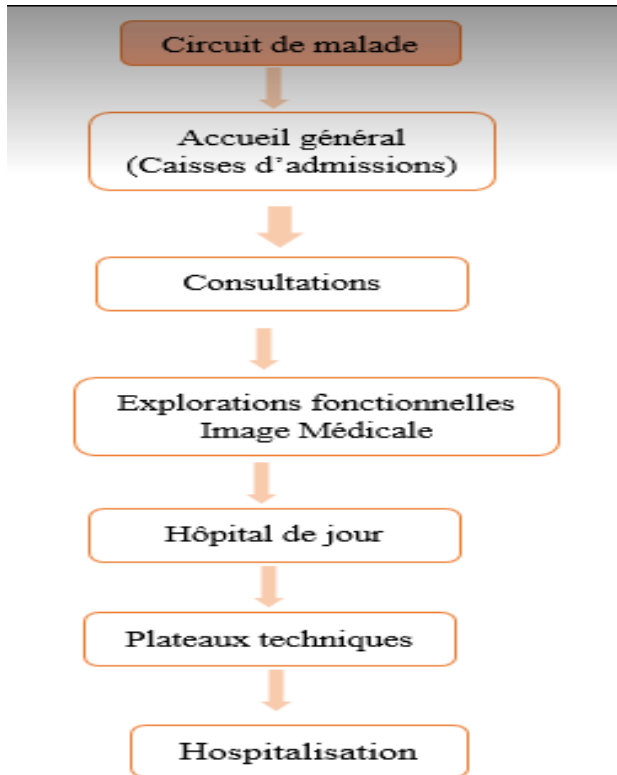 Circuit de malade
Accueil général
(Caisses d'admissions)
Consultations
Explorations fonctionnelles
Image Médicale
Hôpital de jour
Plateaux techniques
Hospitalisation